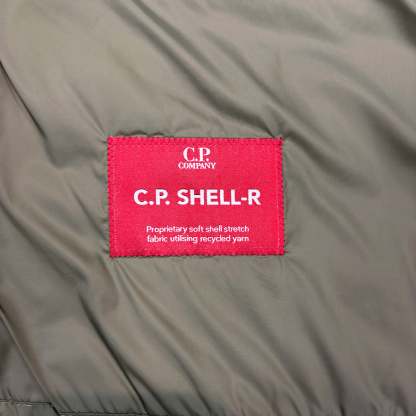 C.P.
COMPANY
C.P. SHELL-R
Proprietary soft shell stretch
fabric utilising recycled yarn